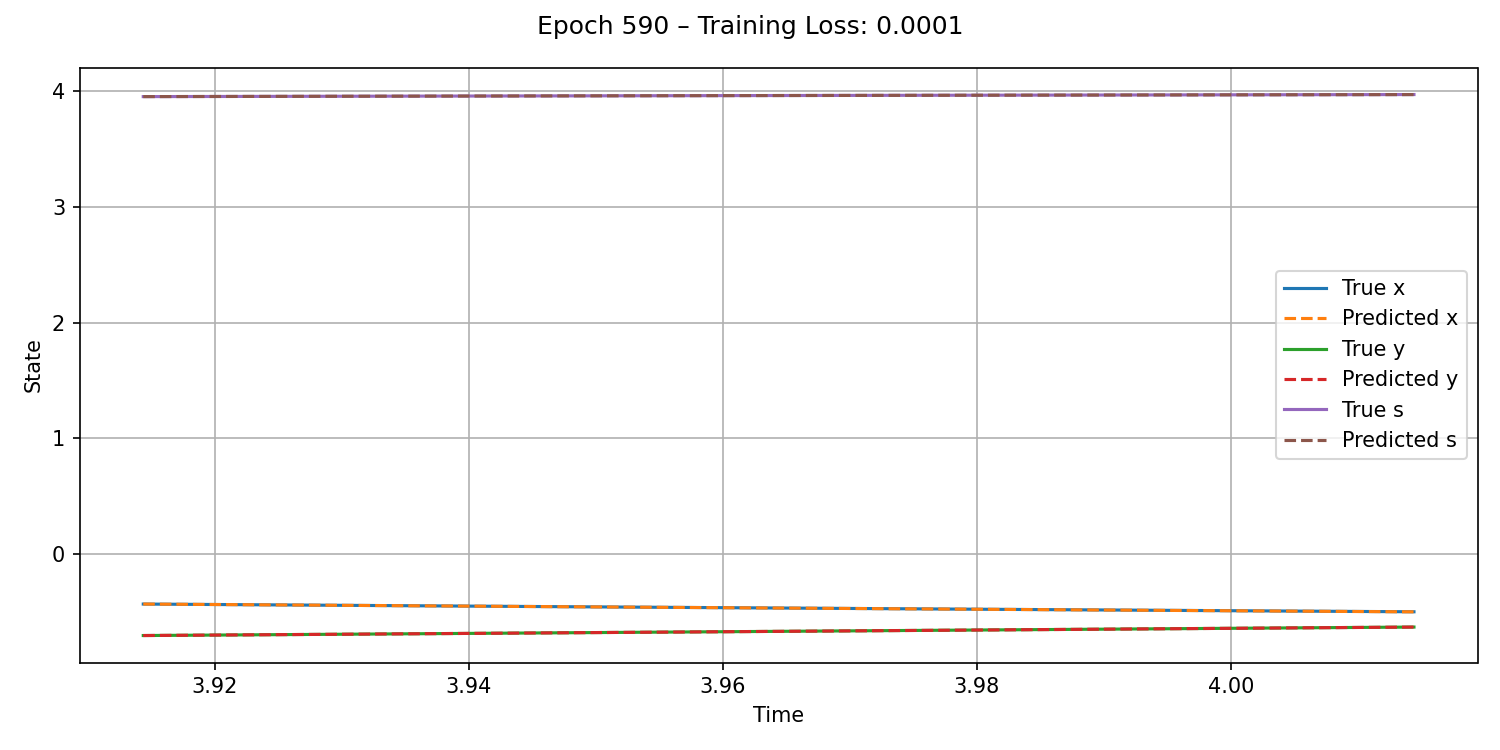 Epoch 590 – Training Loss: 0.0001
4
3
2
1
0
State
True x
Predicted x
True y
Predicted y
True s
Predicted s
3.92 3.94 3.96 3.98 4.00
Time